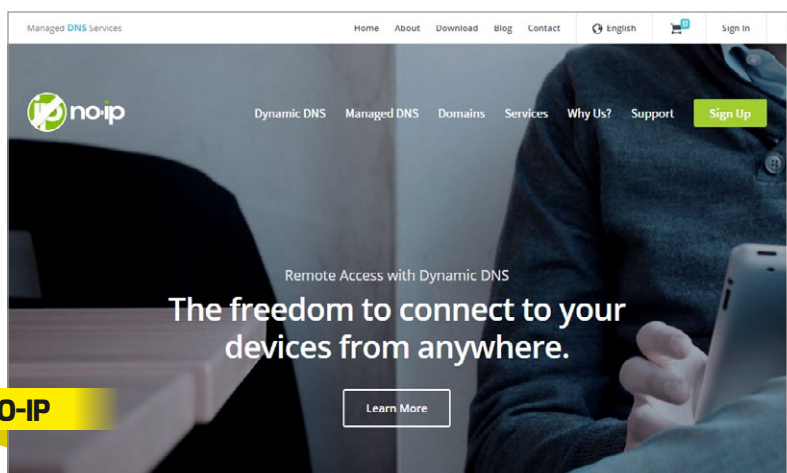 Managed DNS Services Home About Download Blog Contact English 0 Sign In
no·ip Dynamic DNS Managed DNS Domains Services Why Us? Support Sign Up
Remote Access with Dynamic DNS
The freedom to connect to your
devices from anywhere.
Learn More
O-IP